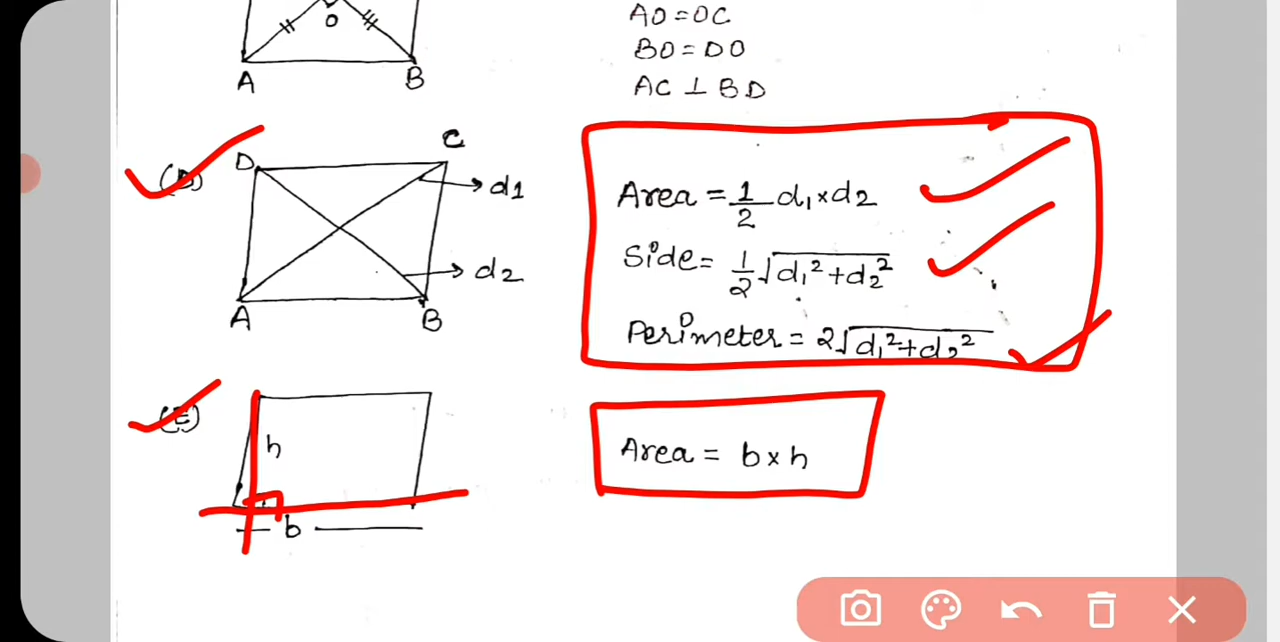 O
A B
AO=OC
BO=DO
AC ⊥ BD
(D)
D C
d1
d2
A B
Area = 1/2 d₁×d2
Side= 1/2 √d₁²+d₂²
Perimeter = 2√d₁²+d₂²
(E)
h
b
Area = b×h